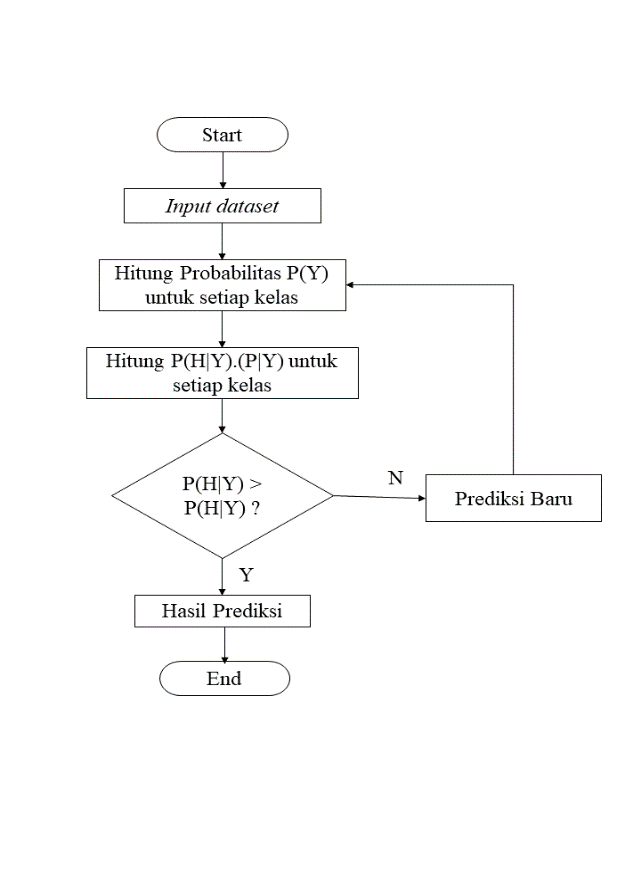 Start
Input dataset
Hitung Probabilitas P(Y)
untuk setiap kelas
Hitung P(H|Y).(P|Y) untuk
setiap kelas
P(H|Y) >
P(H|Y) ?
N
Prediksi Baru
Y
Hasil Prediksi
End